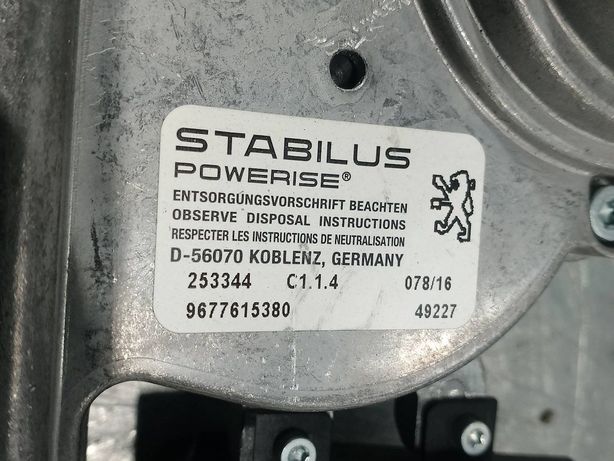 STABILUS
POWERISE®
ENTSORGUNGSVORSCHRIFT BEACHTEN
OBSERVE DISPOSAL INSTRUCTIONS
RESPECTER LES INSTRUCTIONS DE NEUTRALISATION
D-56070 KOBLENZ, GERMANY
253344 C1.1.4 078/16
9677615380 49227